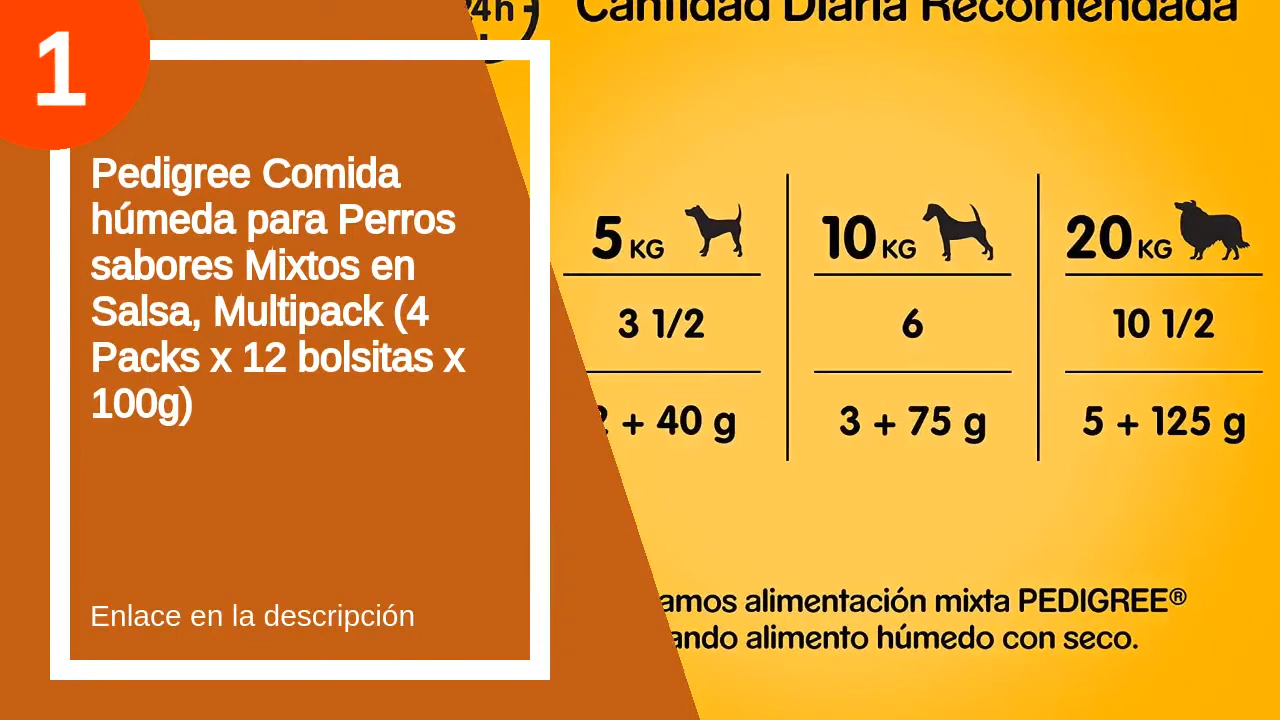 1
24h
Cantidad Diaria Recomendada
Pedigree Comida
húmeda para Perros
sabores Mixtos en
Salsa, Multipack (4
Packs x 12 bolsitas x
100g)
Enlace en la descripción
5 KG
10 KG
20 KG
3 1/2
6
10 1/2
+ 40 g
3 + 75 g
5 + 125 g
alimentación mixta PEDIGREE®
alimento húmedo con seco.